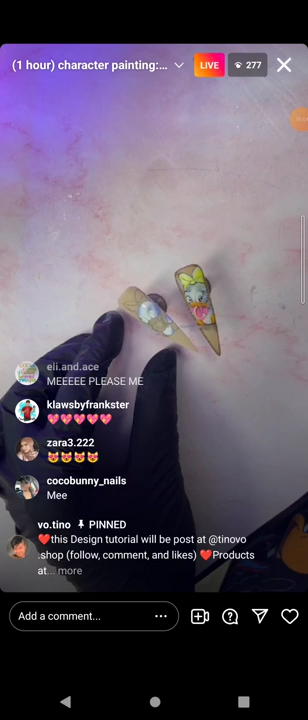 (1 hour) character painting:...
LIVE
277
eli.and.ace
MEEEEE PLEASE ME
klawsbyfrankster
💖💖💖💖💖
zara3.222
😻😻😻😻
cocobunny_nails
Mee
vo.tino 📌 PINNED
❤️this Design tutorial will be post at @tinovo
.shop (follow, comment, and likes) ❤️Products
at... more
Add a comment...